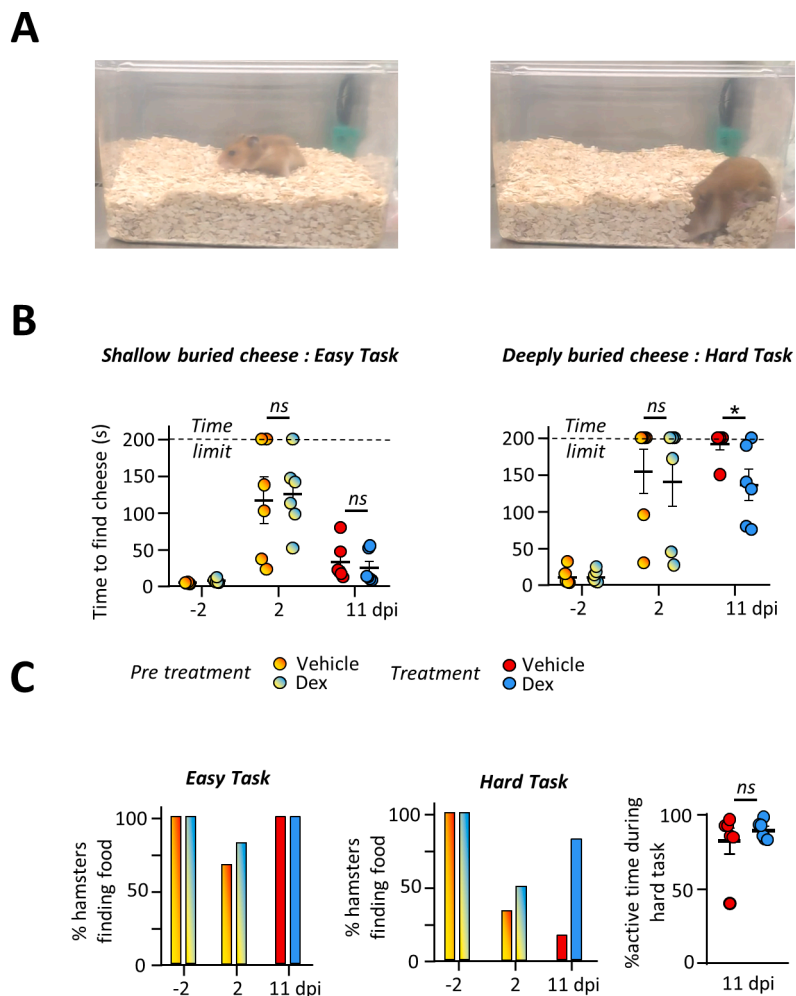 A
B
Shallow buried cheese : Easy Task
Deeply buried cheese : Hard Task
Time to find cheese (s)
200
150
100
50
0
Time
limit
ns
ns
-2
2
11 dpi
200
150
100
50
0
Time
limit
ns
*
-2
2
11 dpi
C
Pre treatment
Vehicle
Dex
Treatment
Vehicle
Dex
Easy Task
% hamsters
finding food
100
50
0
-2
2
11 dpi
Hard Task
% hamsters
finding food
100
50
0
-2
2
11 dpi
%active time during
hard task
100
50
0
ns
11 dpi